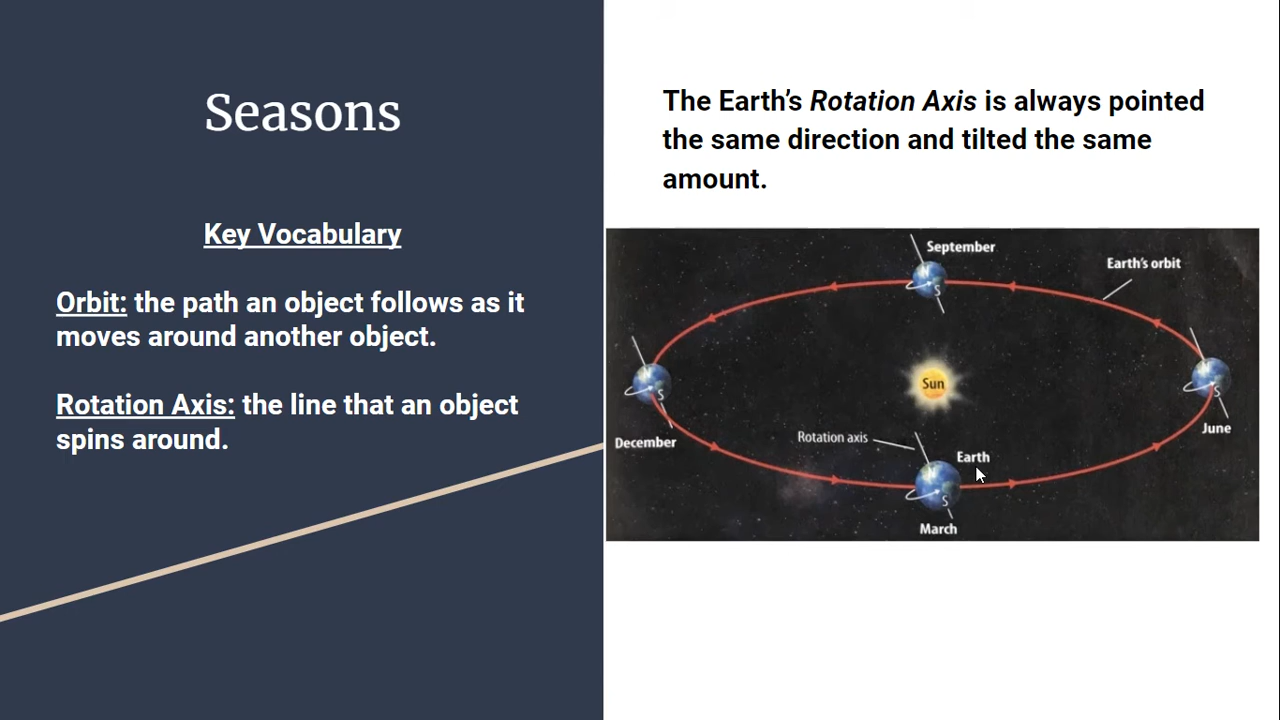 Seasons
Key Vocabulary
Orbit: the path an object follows as it
moves around another object.
Rotation Axis: the line that an object
spins around.
The Earth’s Rotation Axis is always pointed
the same direction and tilted the same
amount.
September
Earth's orbit
N
S
N
S
December
Sun
N
S
June
Rotation axis
Earth
N
S
March